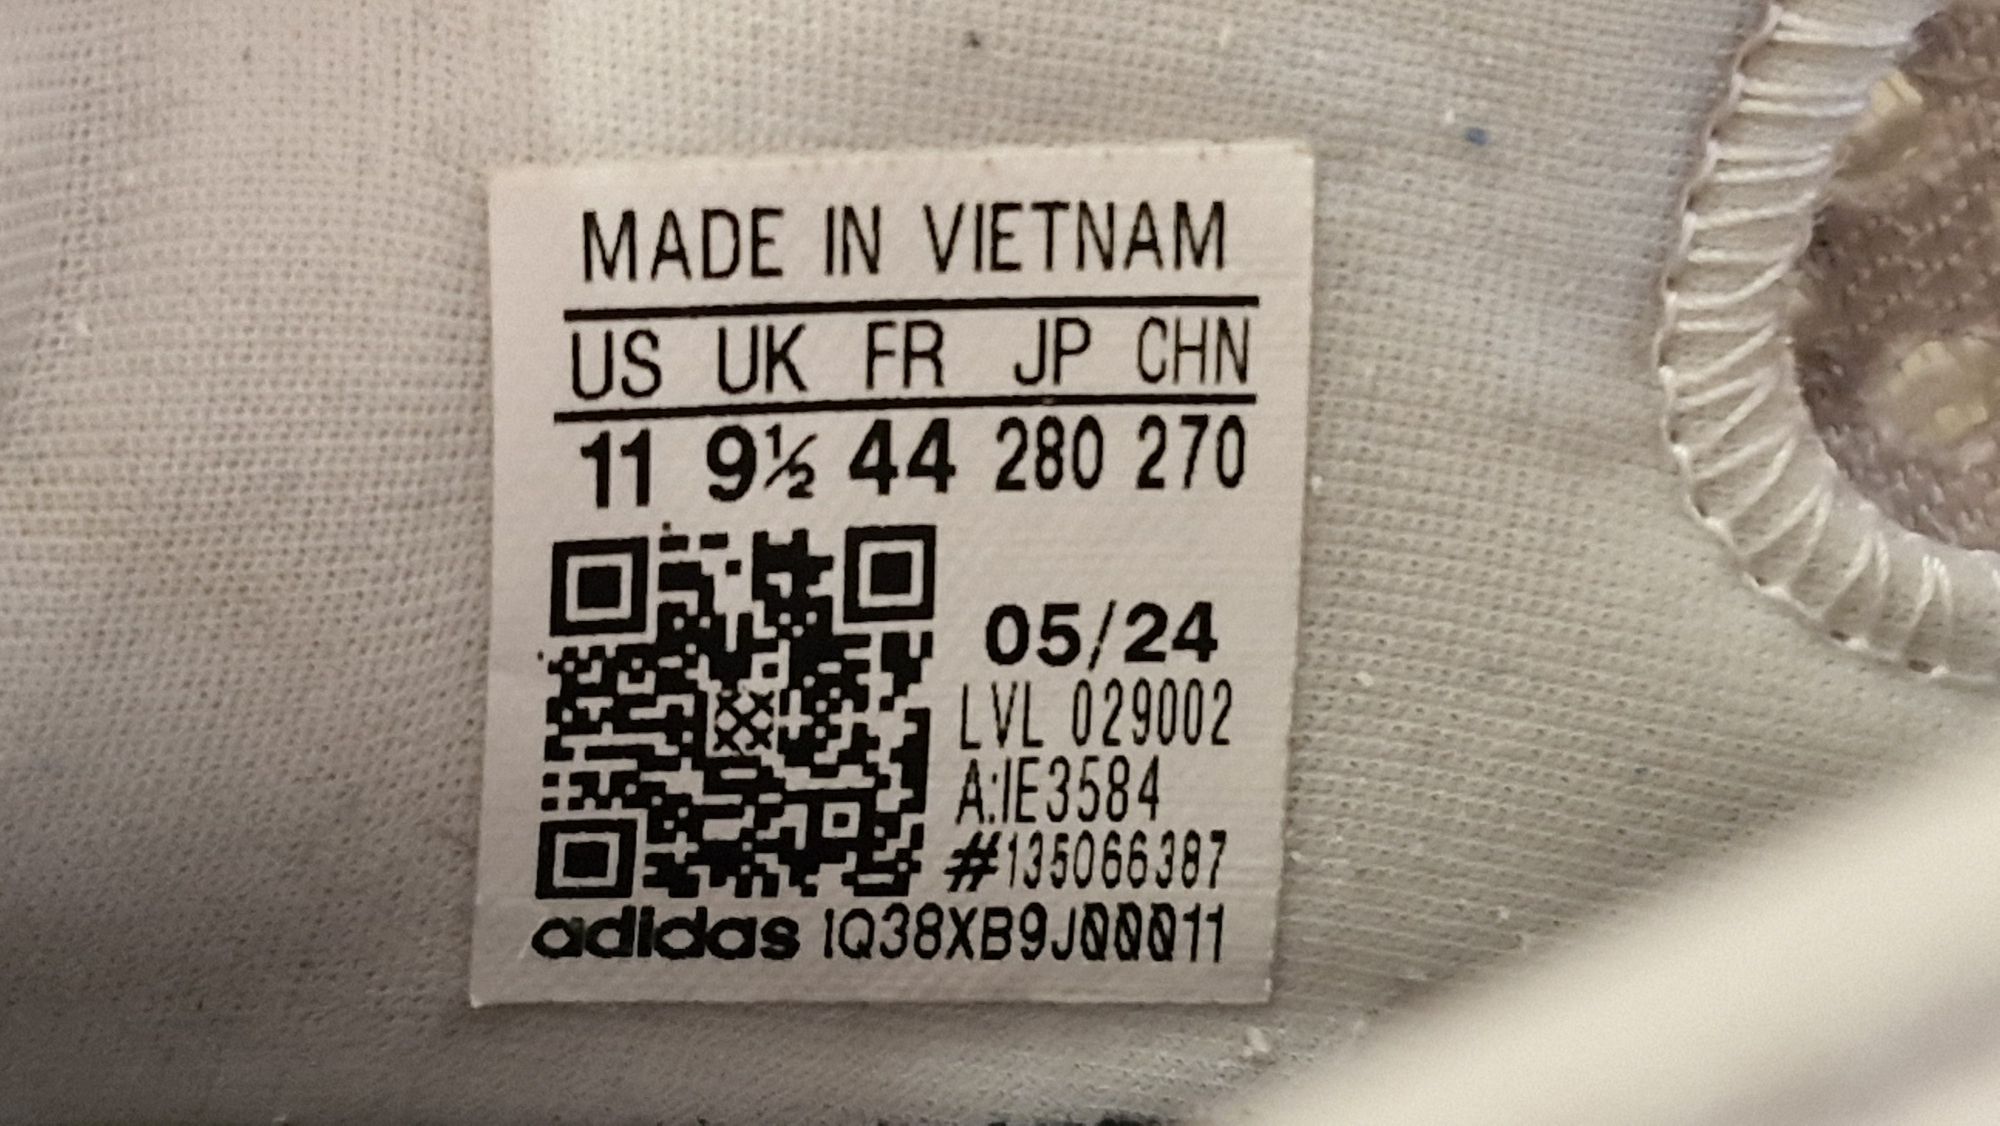 MADE IN VIETNAM
US UK FR JP CHN
11 9½ 44 280 270
05/24
LVL 029002
A:IE3584
#135066387
adidas 1Q38XB9J00011